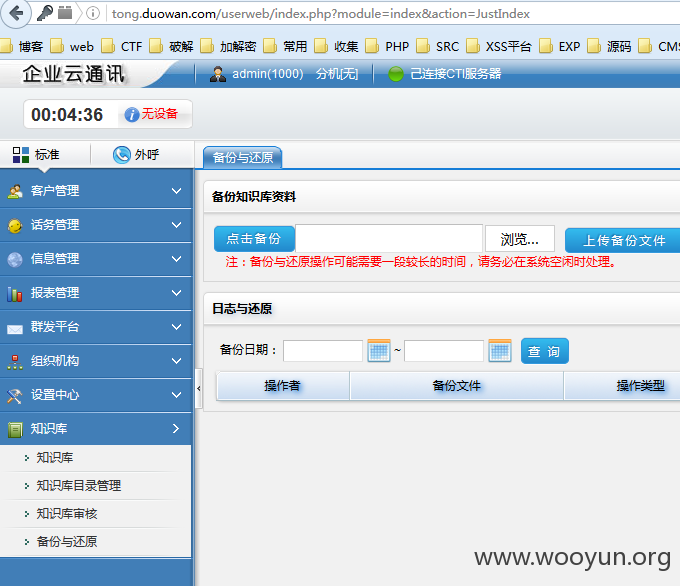 tong.duowan.com/userweb/index.php?module=index&action=JustIndex
博客 web CTF 破解 加解密 常用 收集 PHP SRC XSS平台 EXP 源码 CMS
企业云通讯 admin(1000) 分机[无] 已连接CTI服务器
00:04:36 无设备
标准 外呼 备份与还原
客户管理
话务管理
信息管理
报表管理
群发平台
组织机构
设置中心
知识库
知识库
知识库目录管理
知识库审核
备份与还原
备份知识库资料
点击备份 浏览... 上传备份文件
注：备份与还原操作可能需要一段较长的时间，请务必在系统空闲时处理。
日志与还原
备份日期： ~ 查 询
操作者 备份文件 操作类型
www.wooyun.org